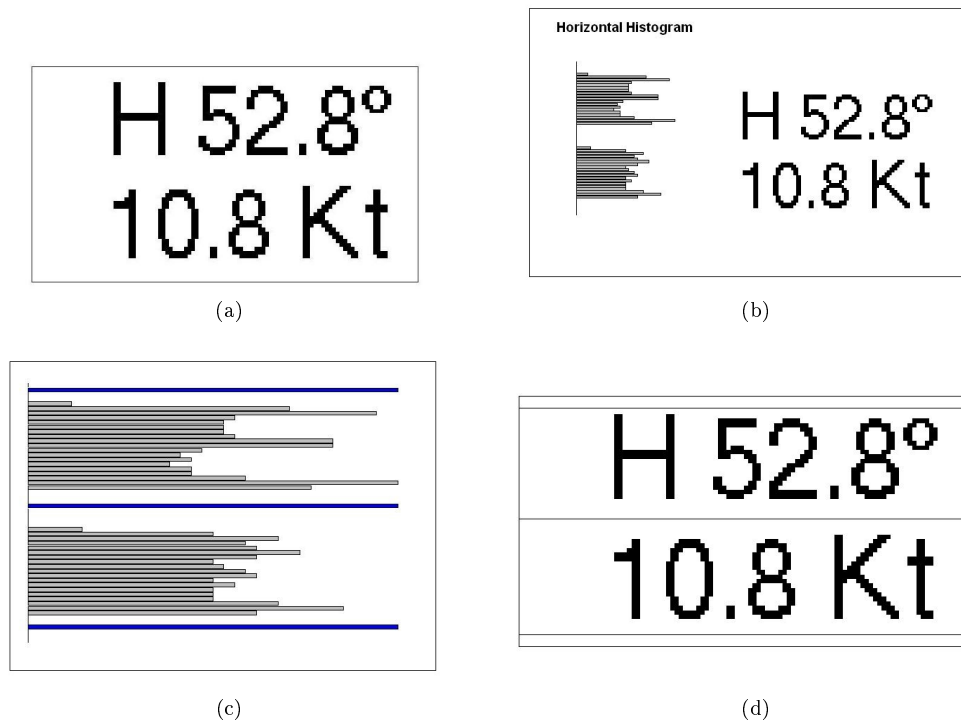 H 52.8°
10.8 Kt
(a)
Horizontal Histogram
H 52.8°
10.8 Kt
(b)
(c)
H 52.8°
10.8 Kt
(d)